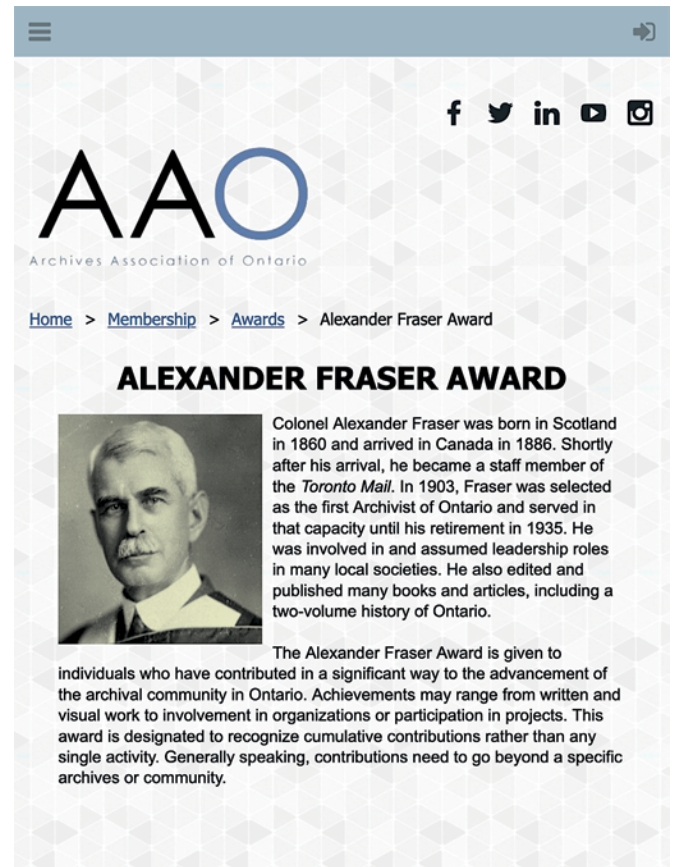 AAO
Archives Association of Ontario
Home > Membership > Awards > Alexander Fraser Award
ALEXANDER FRASER AWARD
Colonel Alexander Fraser was born in Scotland
in 1860 and arrived in Canada in 1886. Shortly
after his arrival, he became a staff member of
the Toronto Mail. In 1903, Fraser was selected
as the first Archivist of Ontario and served in
that capacity until his retirement in 1935. He
was involved in and assumed leadership roles
in many local societies. He also edited and
published many books and articles, including a
two-volume history of Ontario.
The Alexander Fraser Award is given to
individuals who have contributed in a significant way to the advancement of
the archival community in Ontario. Achievements may range from written and
visual work to involvement in organizations or participation in projects. This
award is designated to recognize cumulative contributions rather than any
single activity. Generally speaking, contributions need to go beyond a specific
archives or community.